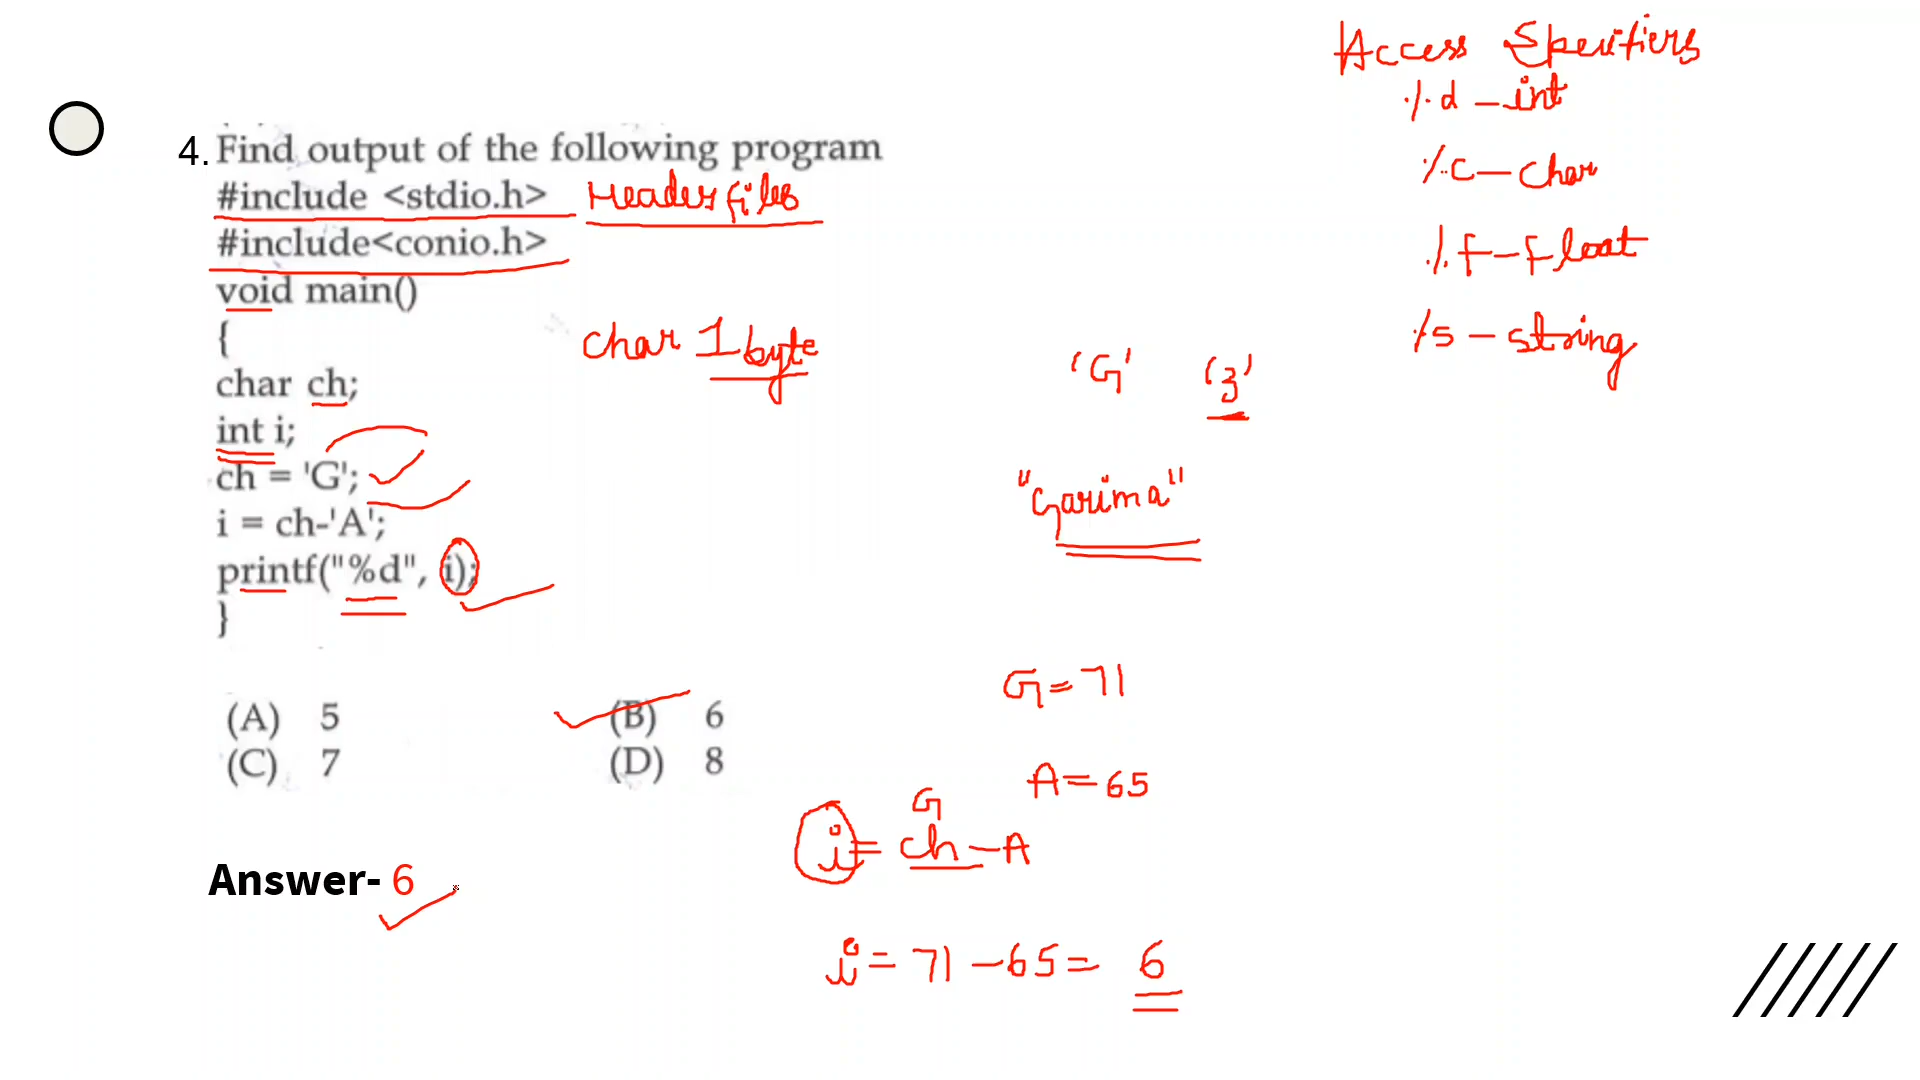 Access Specifiers
%d - int
%c - char
%f - float
%s - string
4. Find output of the following program
#include <stdio.h> Header files
#include<conio.h>
void main()
{
char ch; char 1 byte
'G' '3'
int i;
ch = 'G';
"Garima"
i = ch-'A';
printf("%d", i);
}
G = 71
(A) 5 (B) 6
(C) 7 (D) 8
A = 65
G
i = ch - A
Answer- 6
i = 71 - 65 = 6